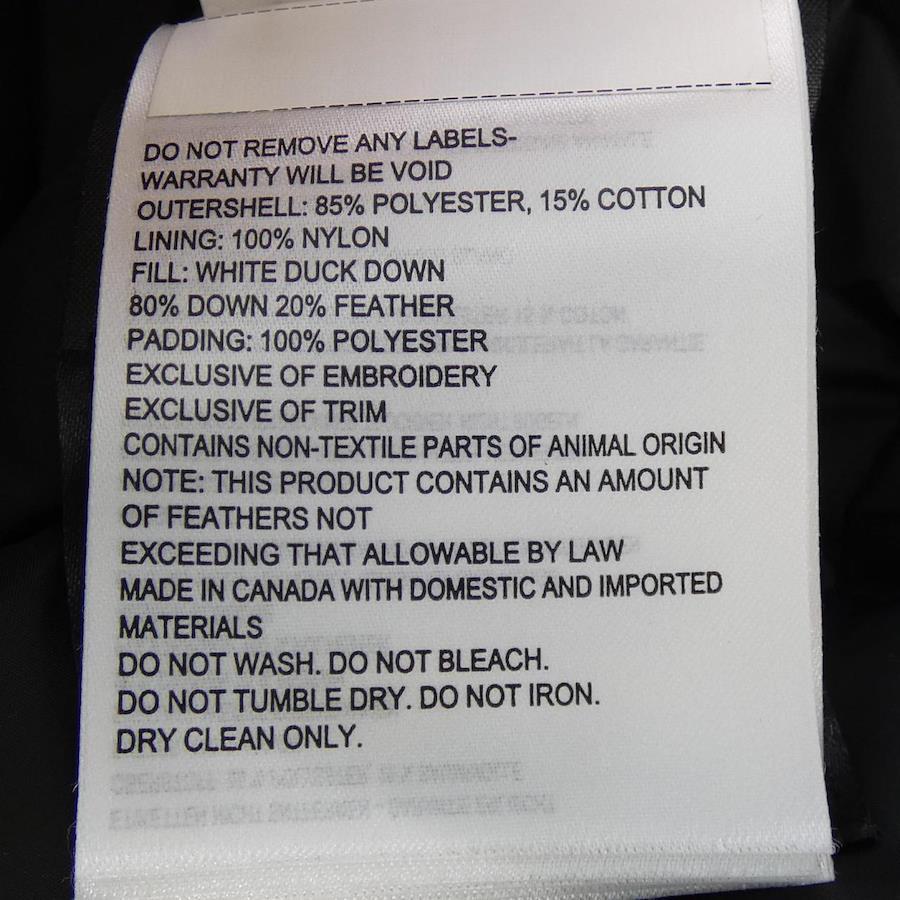 DO NOT REMOVE ANY LABELS-
WARRANTY WILL BE VOID
OUTERSHELL: 85% POLYESTER, 15% COTTON
LINING: 100% NYLON
FILL: WHITE DUCK DOWN
80% DOWN 20% FEATHER
PADDING: 100% POLYESTER
EXCLUSIVE OF EMBROIDERY
EXCLUSIVE OF TRIM
CONTAINS NON-TEXTILE PARTS OF ANIMAL ORIGIN
NOTE: THIS PRODUCT CONTAINS AN AMOUNT
OF FEATHERS NOT
EXCEEDING THAT ALLOWABLE BY LAW
MADE IN CANADA WITH DOMESTIC AND IMPORTED
MATERIALS
DO NOT WASH. DO NOT BLEACH.
DO NOT TUMBLE DRY. DO NOT IRON.
DRY CLEAN ONLY.